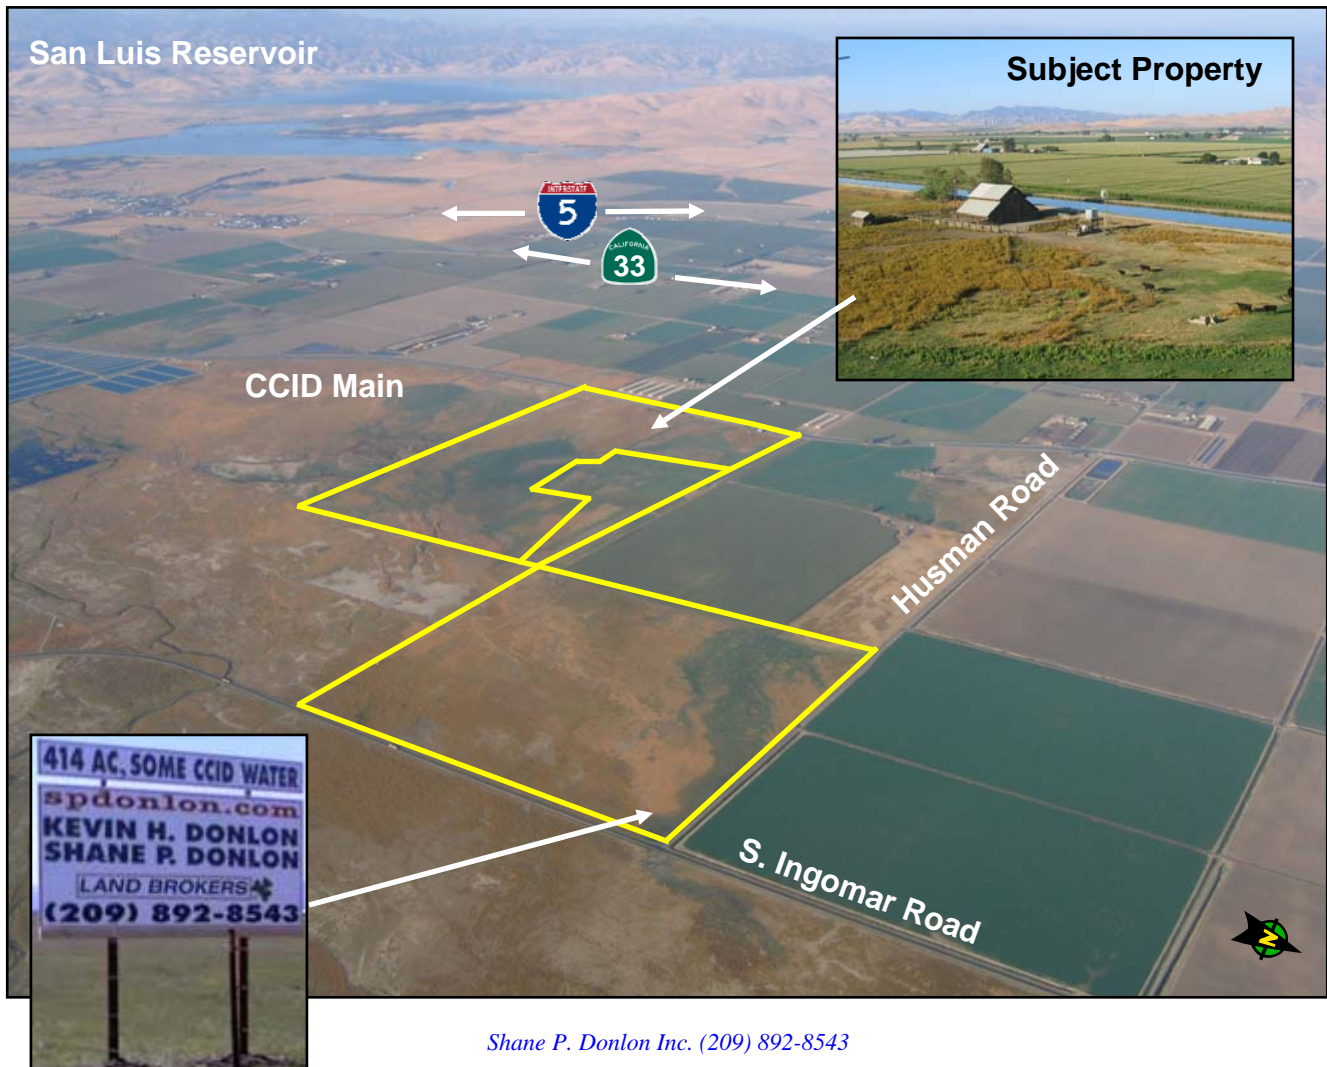 San Luis Reservoir
Subject Property
INTERSTATE
5
CALIFORNIA
33
CCID Main
Husman Road
S. Ingomar Road
N
414 AC, SOME CCID WATER
spdonlon.com
KEVIN H. DONLON
SHANE P. DONLON
LAND BROKERS
(209) 892-8543
Shane P. Donlon Inc. (209) 892-8543